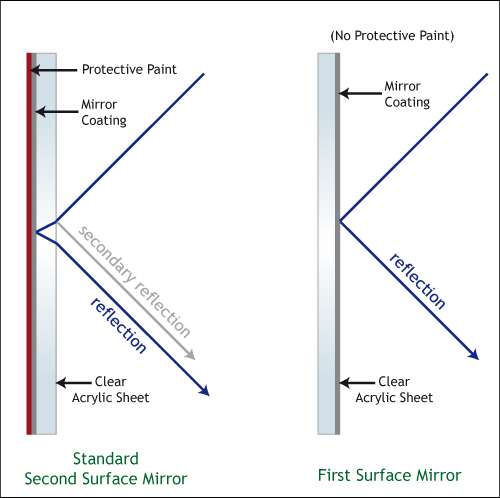 (No Protective Paint)
Protective Paint
Mirror
Coating
Mirror
Coating
secondary reflection
reflection
reflection
Clear
Acrylic Sheet
Clear
Acrylic Sheet
Standard
Second Surface Mirror
First Surface Mirror